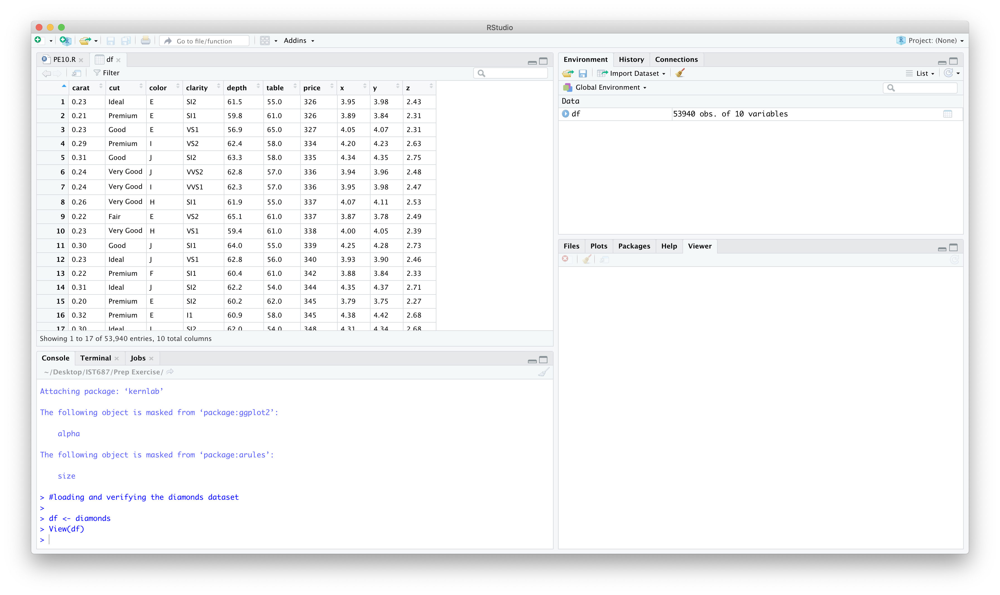 RStudio
Go to file/function
Addins
Project: (None)
PE10.R
df
Filter
carat cut color clarity depth table price x y z
1 0.23 Ideal E SI2 61.5 55.0 326 3.95 3.98 2.43
2 0.21 Premium E SI1 59.8 61.0 326 3.89 3.84 2.31
3 0.23 Good E VS1 56.9 65.0 327 4.05 4.07 2.31
4 0.29 Premium I VS2 62.4 58.0 334 4.20 4.23 2.63
5 0.31 Good J SI2 63.3 58.0 335 4.34 4.35 2.75
6 0.24 Very Good J VVS2 62.8 57.0 336 3.94 3.96 2.48
7 0.24 Very Good I VVS1 62.3 57.0 336 3.95 3.98 2.47
8 0.26 Very Good H SI1 61.9 55.0 337 4.07 4.11 2.53
9 0.22 Fair E VS2 65.1 61.0 337 3.87 3.78 2.49
10 0.23 Very Good H VS1 59.4 61.0 338 4.00 4.05 2.39
11 0.30 Good J SI1 64.0 55.0 339 4.25 4.28 2.73
12 0.23 Ideal J VS1 62.8 56.0 340 3.93 3.90 2.46
13 0.22 Premium F SI1 60.4 61.0 342 3.88 3.84 2.33
14 0.31 Ideal J SI2 62.2 54.0 344 4.35 4.37 2.71
15 0.20 Premium E SI2 60.2 62.0 345 3.79 3.75 2.27
16 0.32 Premium E I1 60.9 58.0 345 4.38 4.42 2.68
17 0.30 Ideal I SI2 62.0 54.0 348 4.31 4.34 2.68
Showing 1 to 17 of 53,940 entries, 10 total columns
Console Terminal Jobs
~/Desktop/IST687/Prep Exercise/
Attaching package: ‘kernlab’
The following object is masked from ‘package:ggplot2’:
alpha
The following object is masked from ‘package:arules’:
size
> #loading and verifying the diamonds dataset
>
> df <- diamonds
> View(df)
>
Environment History Connections
Import Dataset
List
Global Environment
Data
df 53940 obs. of 10 variables
Files Plots Packages Help Viewer